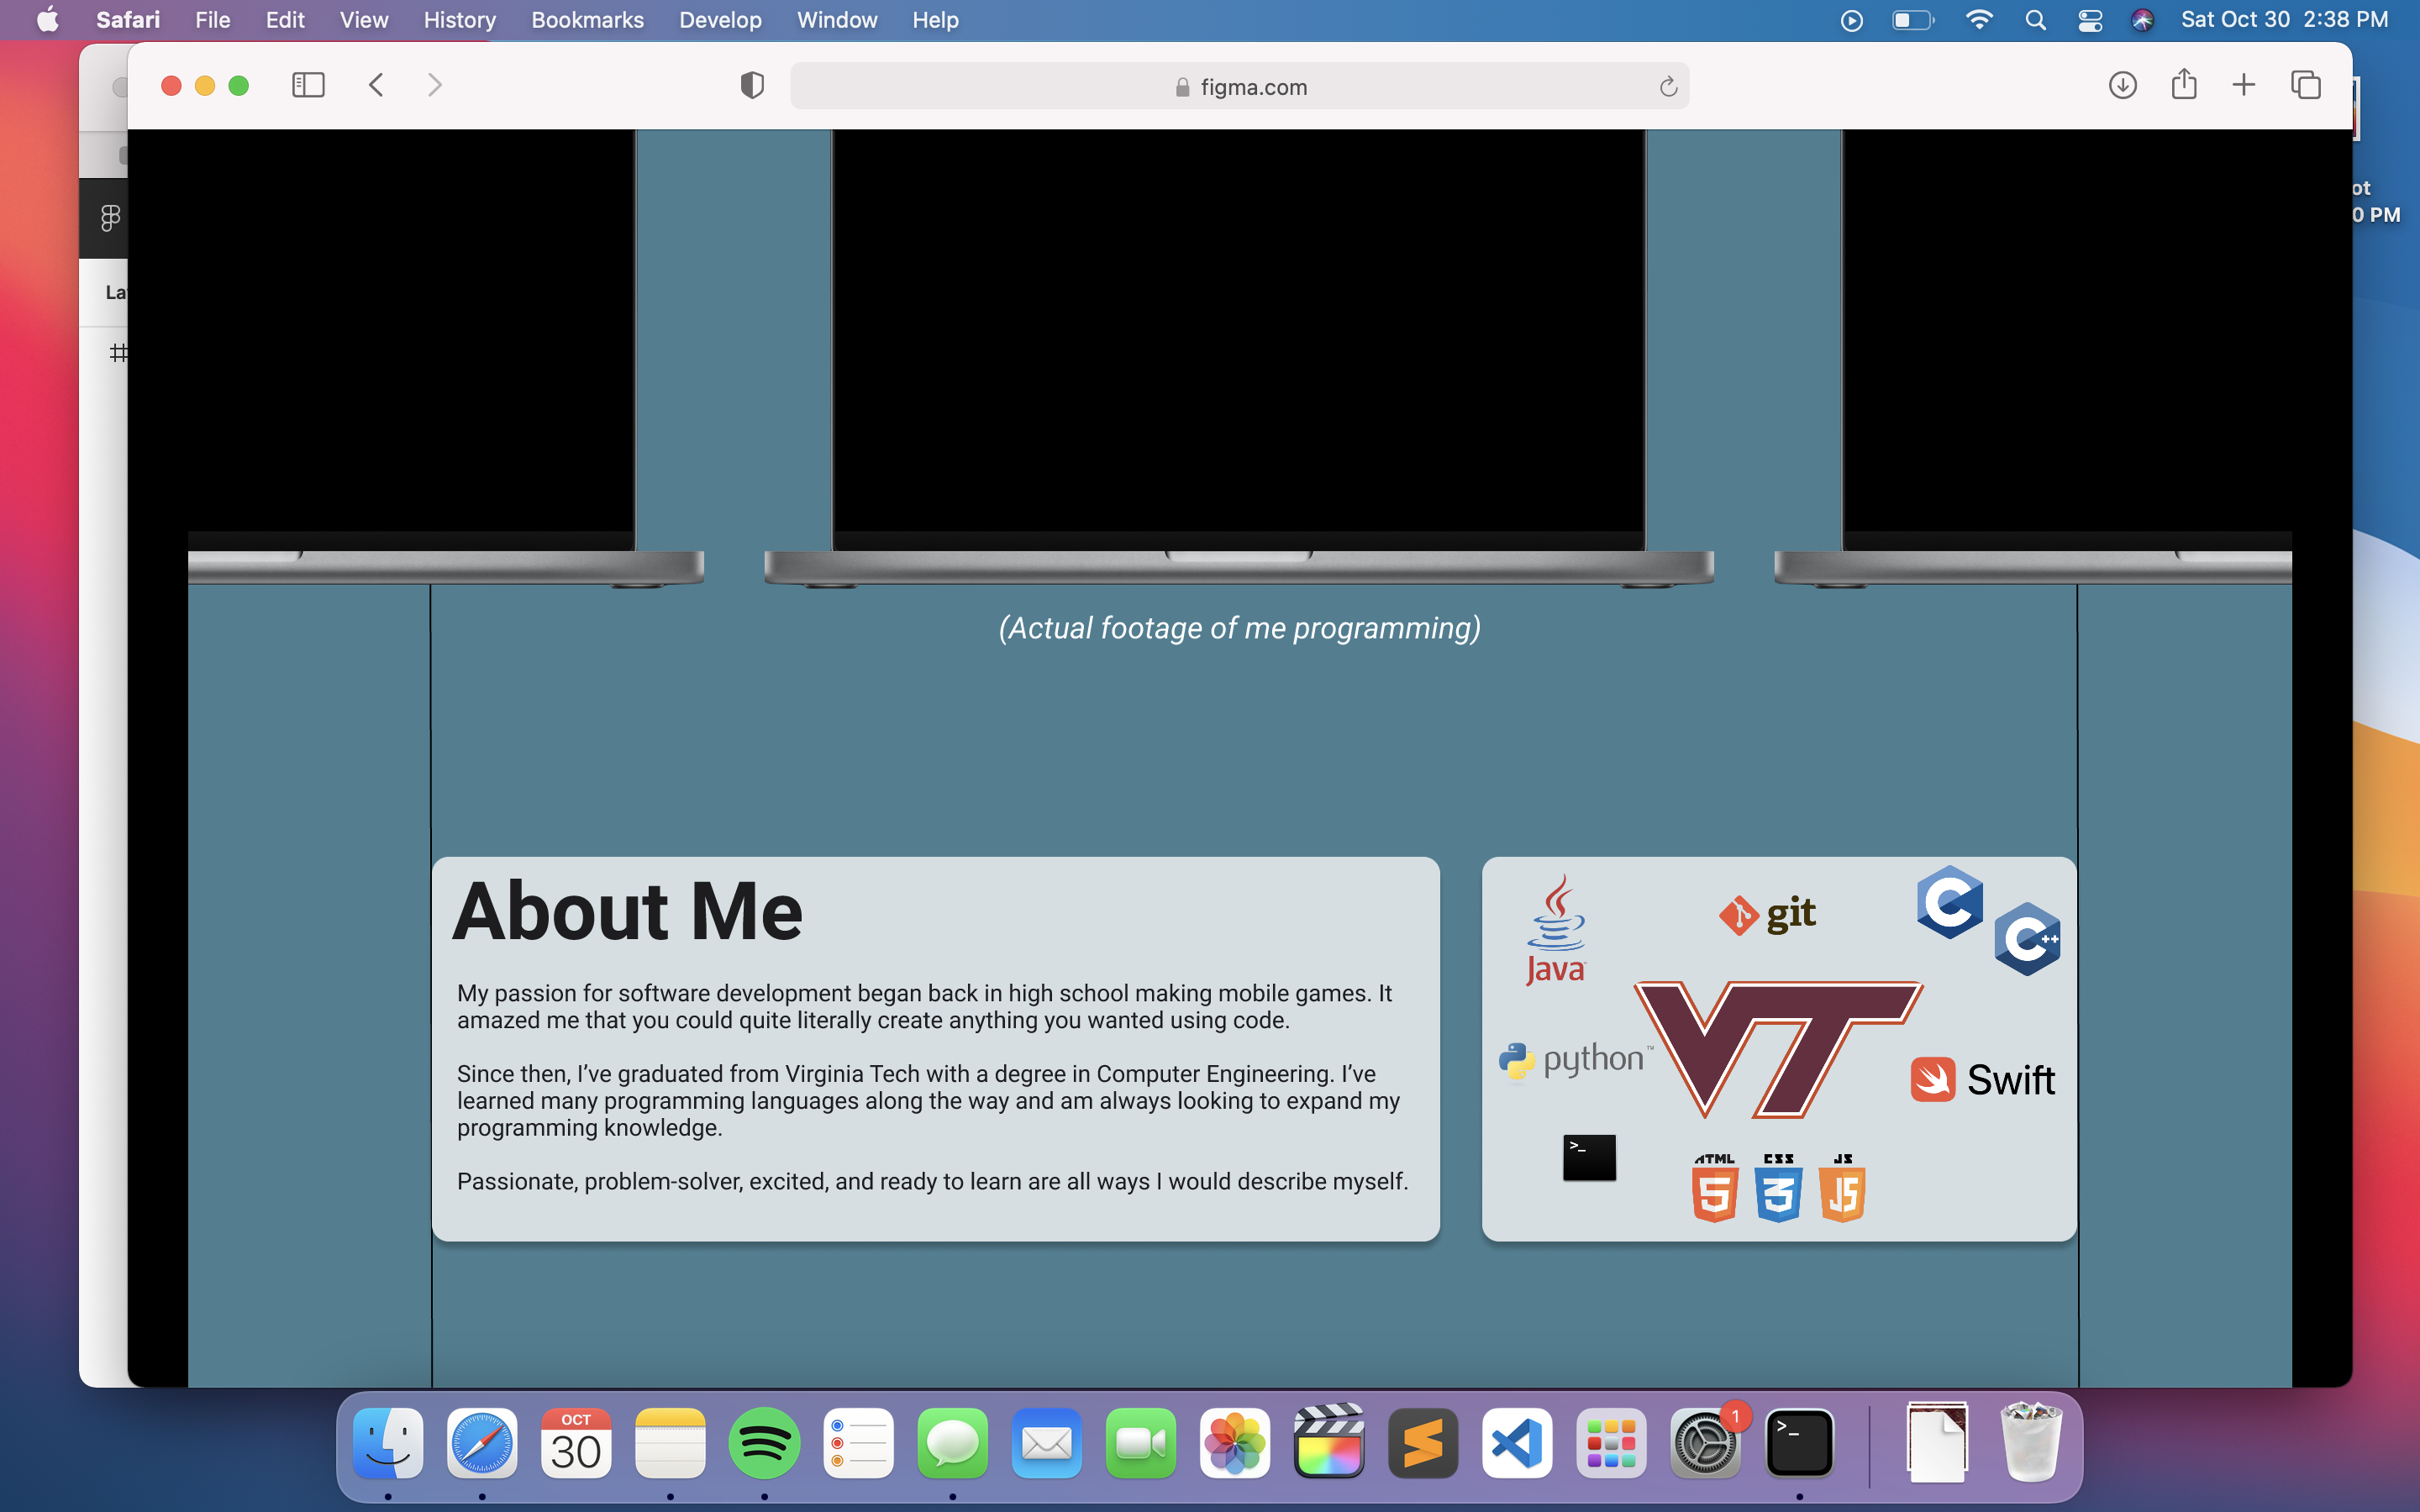 Safari File Edit View History Bookmarks Develop Window Help Sat Oct 30 2:38 PM
figma.com
ot
0 PM
La
(Actual footage of me programming)
About Me
My passion for software development began back in high school making mobile games. It
amazed me that you could quite literally create anything you wanted using code.
Since then, I’ve graduated from Virginia Tech with a degree in Computer Engineering. I’ve
learned many programming languages along the way and am always looking to expand my
programming knowledge.
Passionate, problem-solver, excited, and ready to learn are all ways I would describe myself.
Java
git
C
C++
VT
python™
Swift
>_
HTML CSS JS
5 3 JS
OCT
30
1
>_